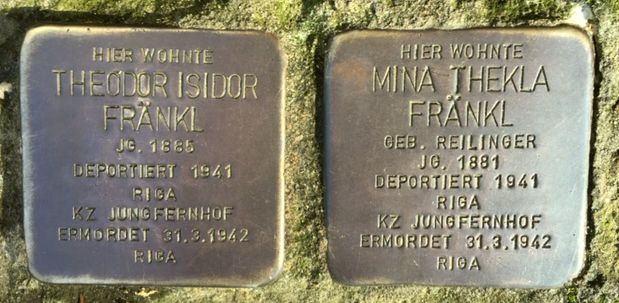 HIER WOHNTE
THEODOR ISIDOR
FRÄNKL
JG. 1885
DEPORTIERT 1941
RIGA
KZ JUNGFERNHOF
ERMORDET 31.3.1942
RIGA
HIER WOHNTE
MINA THEKLA
FRÄNKL
GEB. REILINGER
JG. 1881
DEPORTIERT 1941
RIGA
KZ JUNGFERNHOF
ERMORDET 31.3.1942
RIGA